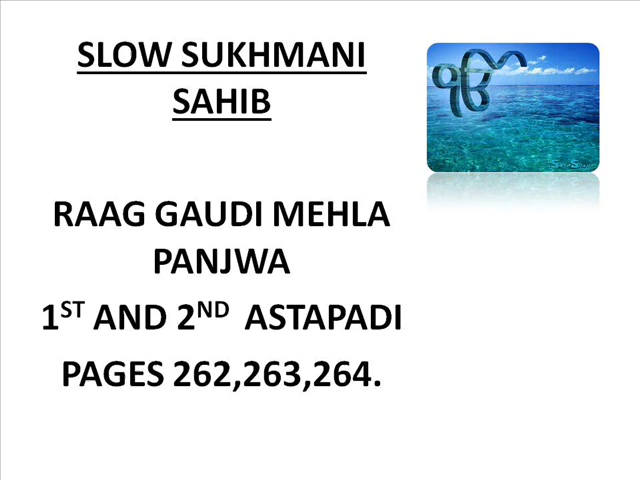 SLOW SUKHMANI
SAHIB
ੴ
RAAG GAUDI MEHLA
PANJWA
1ST AND 2ND ASTAPADI
PAGES 262,263,264.